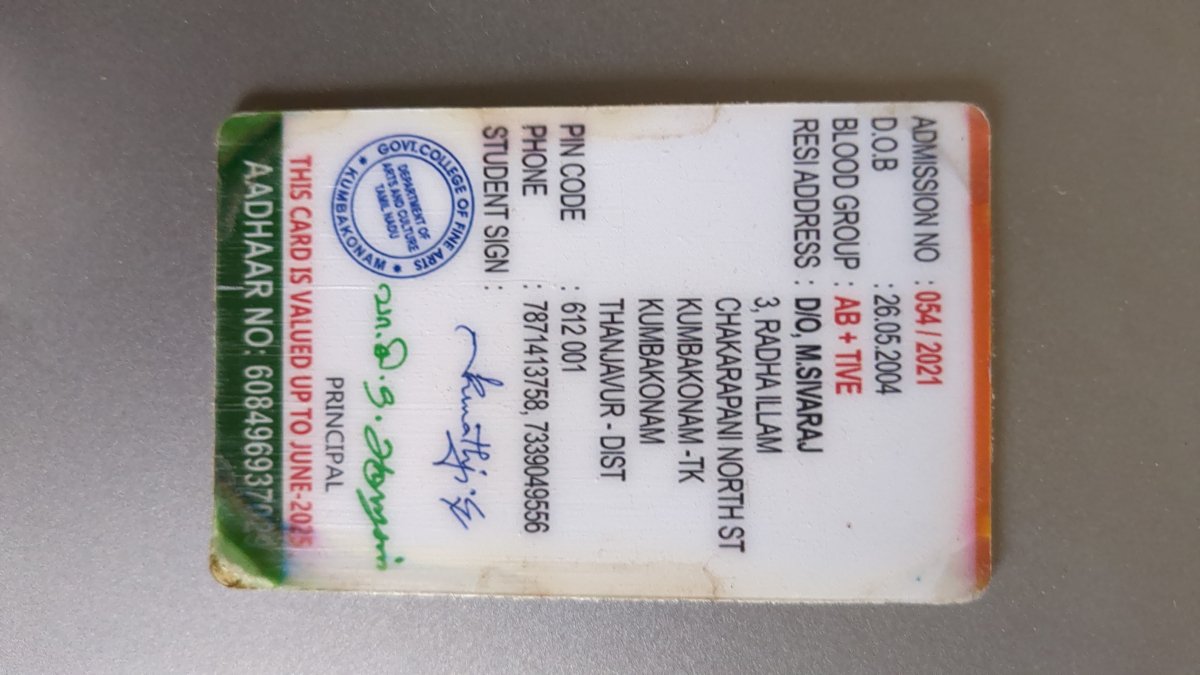 ADMISSION NO : 054 / 2021
D.O.B : 26.05.2004
BLOOD GROUP : AB + TIVE
RESI ADDRESS : D/O, M.SIVARAJ
3, RADHA ILLAM
CHAKARAPANI NORTH ST
KUMBAKONAM -TK
KUMBAKONAM
THANJAVUR - DIST
PIN CODE : 612 001
PHONE : 7871413758, 7339049556
STUDENT SIGN :
GOVT.COLLEGE OF FINE ARTS
KUMBAKONAM
DEPARTMENT OF
ARTS AND CULTURE
TAMIL NADU
PRINCIPAL
THIS CARD IS VALUED UP TO JUNE-2025
AADHAAR NO: